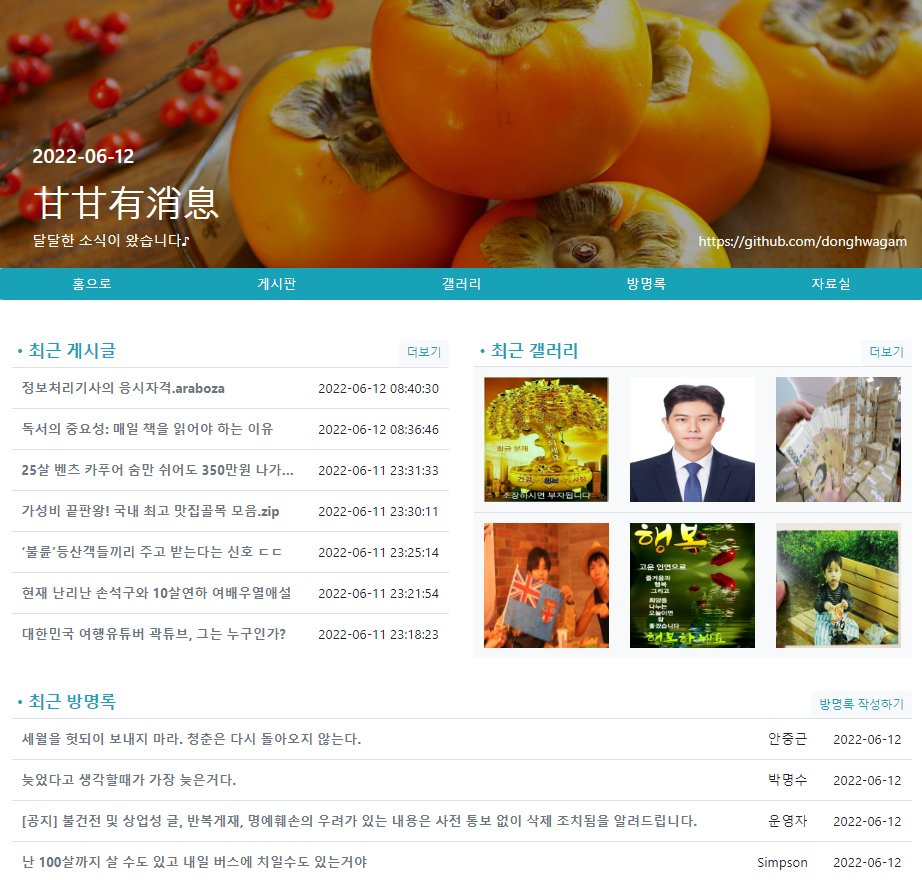 2022-06-12
甘甘有消息
달달한 소식이 왔습니다♪
https://github.com/donghwagam
홈으로 게시판 갤러리 방명록 자료실
• 최근 게시글 더보기
정보처리기사의 응시자격.araboza 2022-06-12 08:40:30
독서의 중요성: 매일 책을 읽어야 하는 이유 2022-06-12 08:36:46
25살 벤츠 카푸어 숨만 쉬어도 350만원 나가... 2022-06-11 23:31:33
가성비 끝판왕! 국내 최고 맛집골목 모음.zip 2022-06-11 23:30:11
‘불륜’등산객들끼리 주고 받는다는 신호 ㄷㄷ 2022-06-11 23:25:14
현재 난리난 손석구와 10살연하 여배우열애설 2022-06-11 23:21:54
대한민국 여행유튜버 곽튜브, 그는 누구인가? 2022-06-11 23:18:23
• 최근 갤러리 더보기
황금 분재
부자되세요
건강 행복
소장하시면 부자됩니다
행복
고운 인연으로
즐거움과
행복
그리고
희망을
나누는
오늘이면
참
좋겠습니다
행복하세요
• 최근 방명록 방명록 작성하기
세월을 헛되이 보내지 마라. 청춘은 다시 돌아오지 않는다. 안중근 2022-06-12
늦었다고 생각할때가 가장 늦은거다. 박명수 2022-06-12
[공지] 불건전 및 상업성 글, 반복게재, 명예훼손의 우려가 있는 내용은 사전 통보 없이 삭제 조치됨을 알려드립니다. 운영자 2022-06-12
난 100살까지 살 수도 있고 내일 버스에 치일수도 있는거야 Simpson 2022-06-12